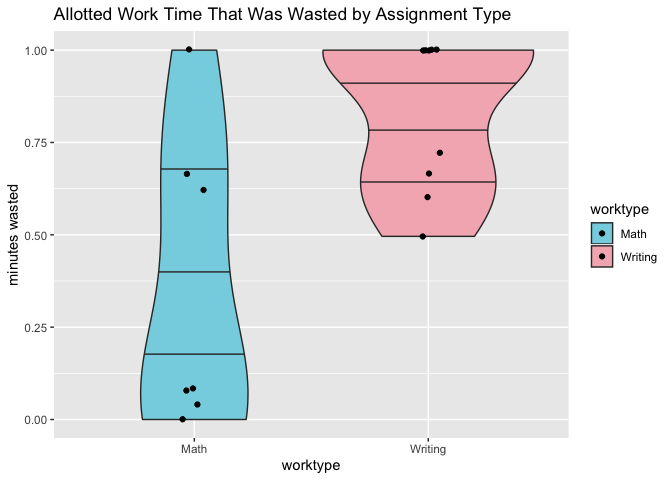 Allotted Work Time That Was Wasted by Assignment Type
1.00
0.75
0.50
0.25
0.00
minutes wasted
Math
Writing
worktype
worktype
Math
Writing